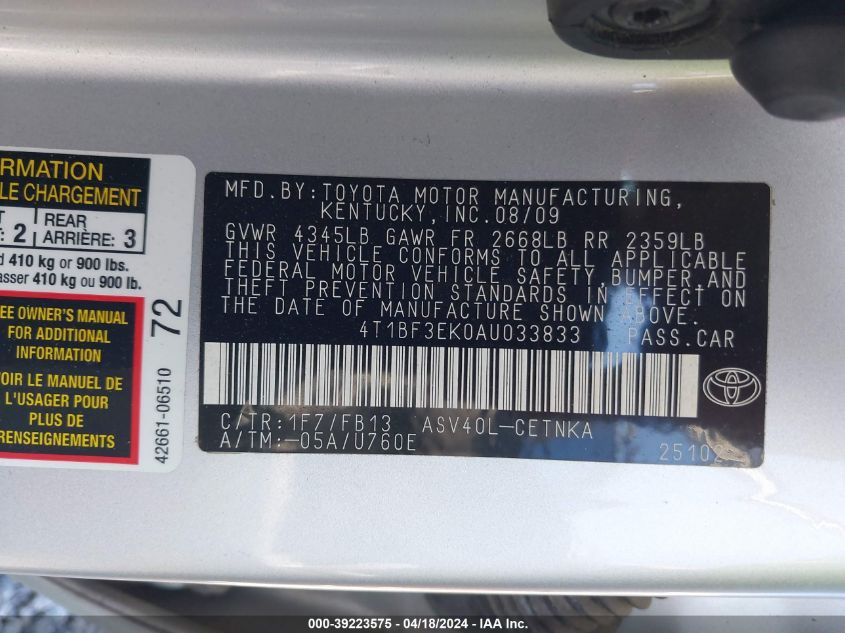 RMATION
LE CHARGEMENT
2 REAR
ARRIÈRE: 3
410 kg or 900 lbs.
asser 410 kg ou 900 lb.
EE OWNER'S MANUAL
FOR ADDITIONAL
INFORMATION
OIR LE MANUEL DE
L'USAGER POUR
PLUS DE
RENSEIGNEMENTS
72
42661-06510
MFD. BY: TOYOTA MOTOR MANUFACTURING,
KENTUCKY, INC. 08/09
GVWR 4345LB GAWR FR 2668LB RR 2359LB
THIS VEHICLE CONFORMS TO ALL APPLICABLE
FEDERAL MOTOR VEHICLE SAFETY, BUMPER, AND
THEFT PREVENTION STANDARDS IN EFFECT ON
THE DATE OF MANUFACTURE SHOWN ABOVE.
4T1BF3EK0AU033833 PASS.CAR
C/TR:1F7/FB13 ASV40L-CETNKA
A/TM:-05A/U760E
25102
000-39223575 - 04/18/2024 - IAA Inc.